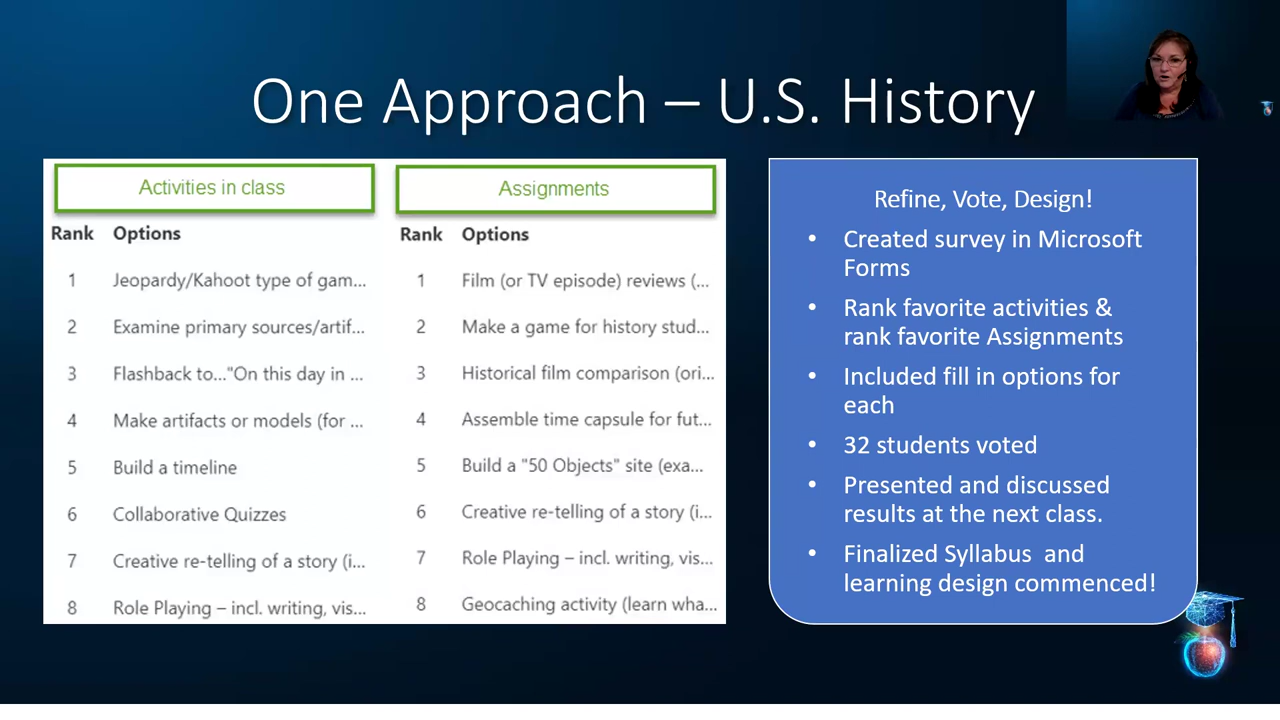 One Approach – U.S. History
Activities in class
Rank Options
1 Jeopardy/Kahoot type of gam...
2 Examine primary sources/artif...
3 Flashback to..."On this day in ...
4 Make artifacts or models (for ...
5 Build a timeline
6 Collaborative Quizzes
7 Creative re-telling of a story (i...
8 Role Playing – incl. writing, vis...
Assignments
Rank Options
1 Film (or TV episode) reviews (...
2 Make a game for history stud...
3 Historical film comparison (ori...
4 Assemble time capsule for fut...
5 Build a "50 Objects" site (exa...
6 Creative re-telling of a story (i...
7 Role Playing – incl. writing, vis...
8 Geocaching activity (learn wha...
Refine, Vote, Design!
• Created survey in Microsoft
Forms
• Rank favorite activities &
rank favorite Assignments
• Included fill in options for
each
• 32 students voted
• Presented and discussed
results at the next class.
• Finalized Syllabus and
learning design commenced!